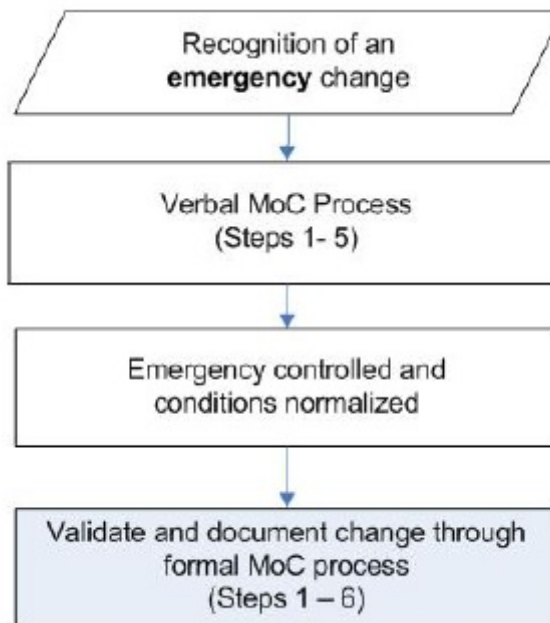 Recognition of an
emergency change
Verbal MoC Process
(Steps 1- 5)
Emergency controlled and
conditions normalized
Validate and document change through
formal MoC process
(Steps 1 – 6)